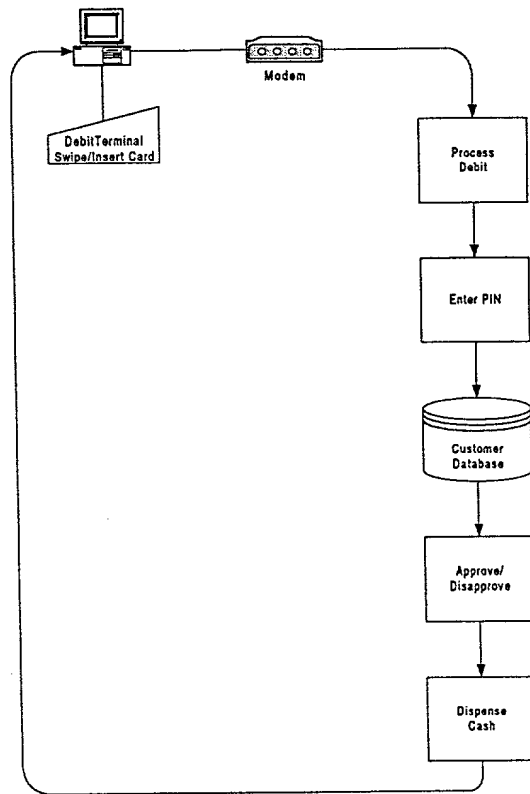 Modem
DebitTerminal
Swipe/Insert Card
Process
Debit
Enter PIN
Customer
Database
Approve/
Disapprove
Dispense
Cash